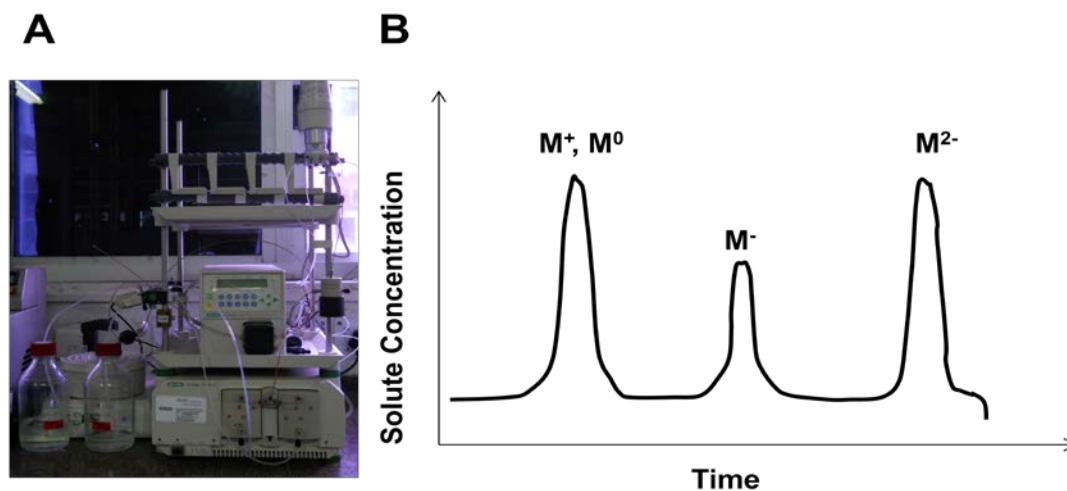 A
B
M⁺, M⁰
M²⁻
M⁻
Solute Concentration
Time